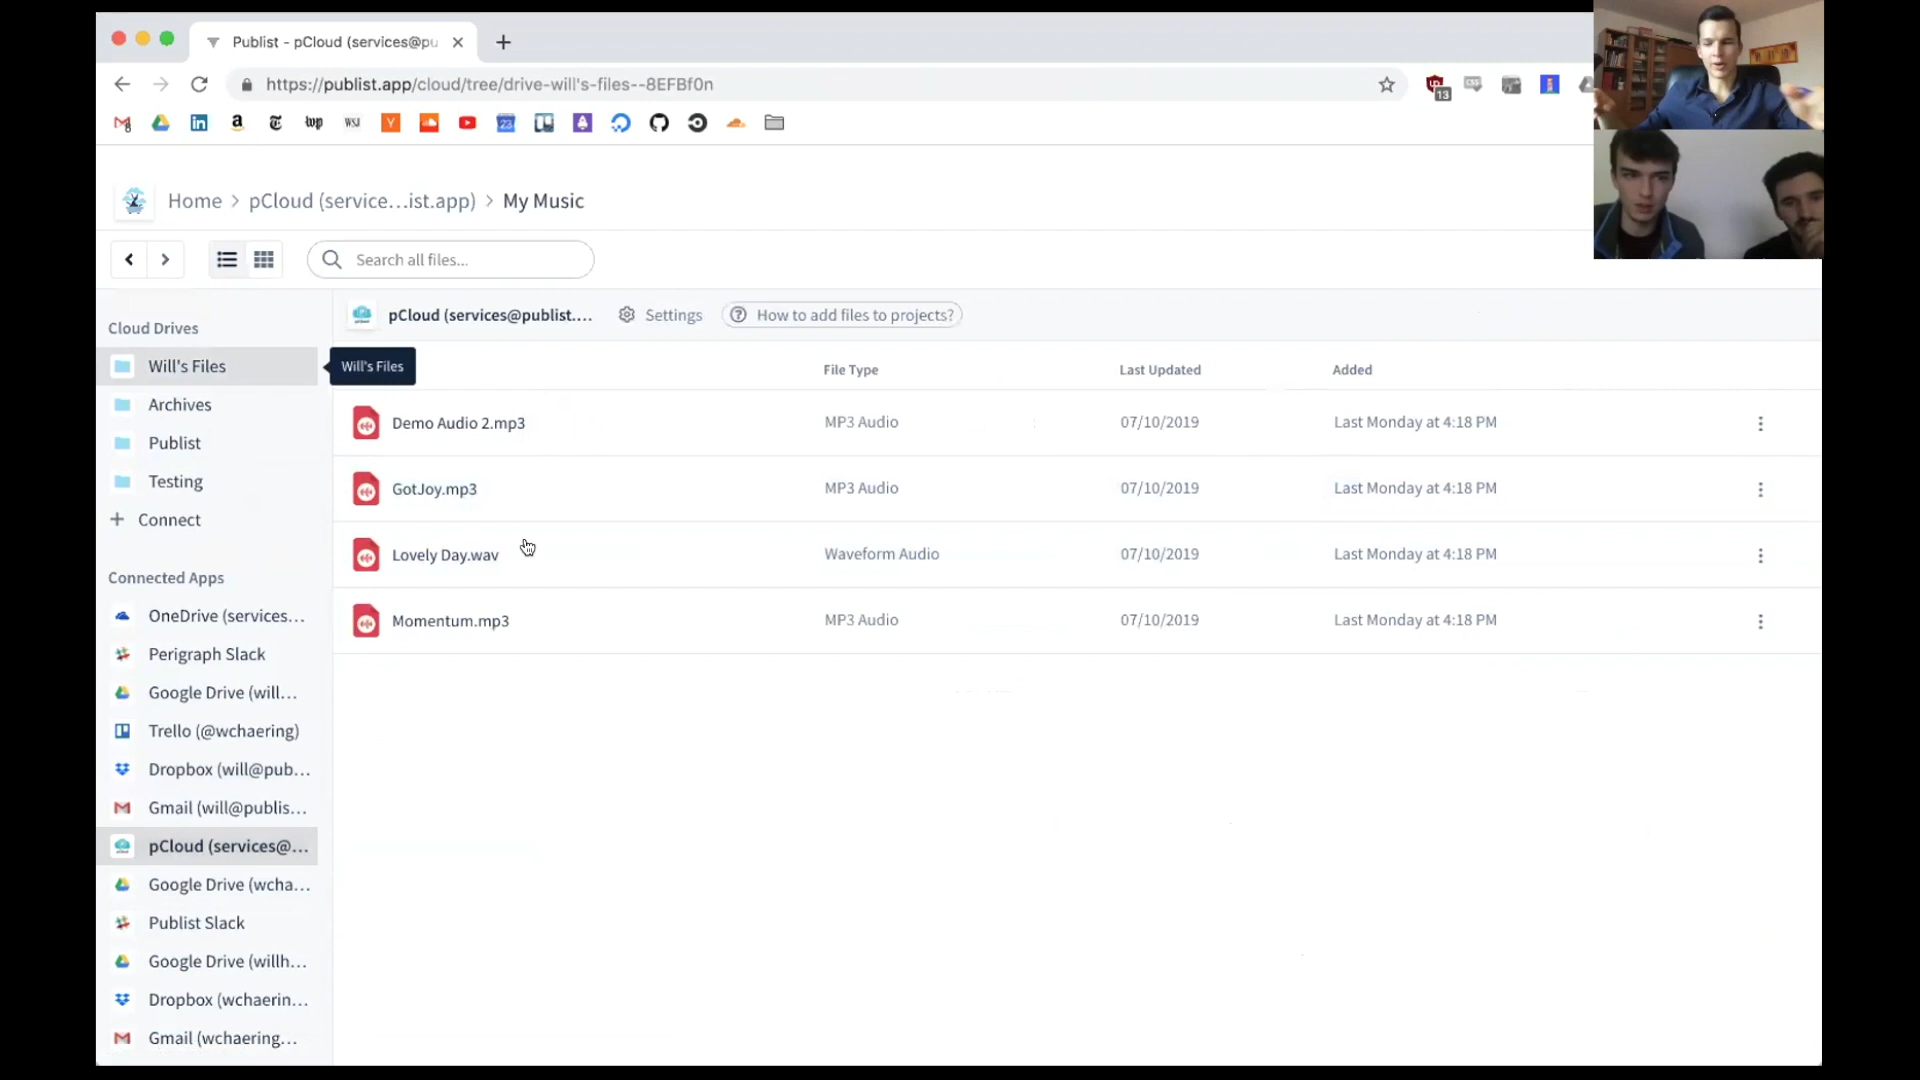 Publist - pCloud (services@pu
https://publist.app/cloud/tree/drive-will's-files--8EFBf0n
13
wp
WSJ
Y
23
Home > pCloud (service...ist.app) > My Music
Search all files...
Cloud Drives
Will's Files
Archives
Publist
Testing
+ Connect
Connected Apps
OneDrive (services...
Perigraph Slack
Google Drive (will...
Trello (@wchaering)
Dropbox (will@pub...
Gmail (will@publis...
pCloud (services@...
Google Drive (wcha...
Publist Slack
Google Drive (willh...
Dropbox (wchaerin...
Gmail (wchaering...
pCloud (services@publist.... Settings How to add files to projects?
Will's Files
File Type Last Updated Added
Demo Audio 2.mp3 MP3 Audio 07/10/2019 Last Monday at 4:18 PM
GotJoy.mp3 MP3 Audio 07/10/2019 Last Monday at 4:18 PM
Lovely Day.wav Waveform Audio 07/10/2019 Last Monday at 4:18 PM
Momentum.mp3 MP3 Audio 07/10/2019 Last Monday at 4:18 PM